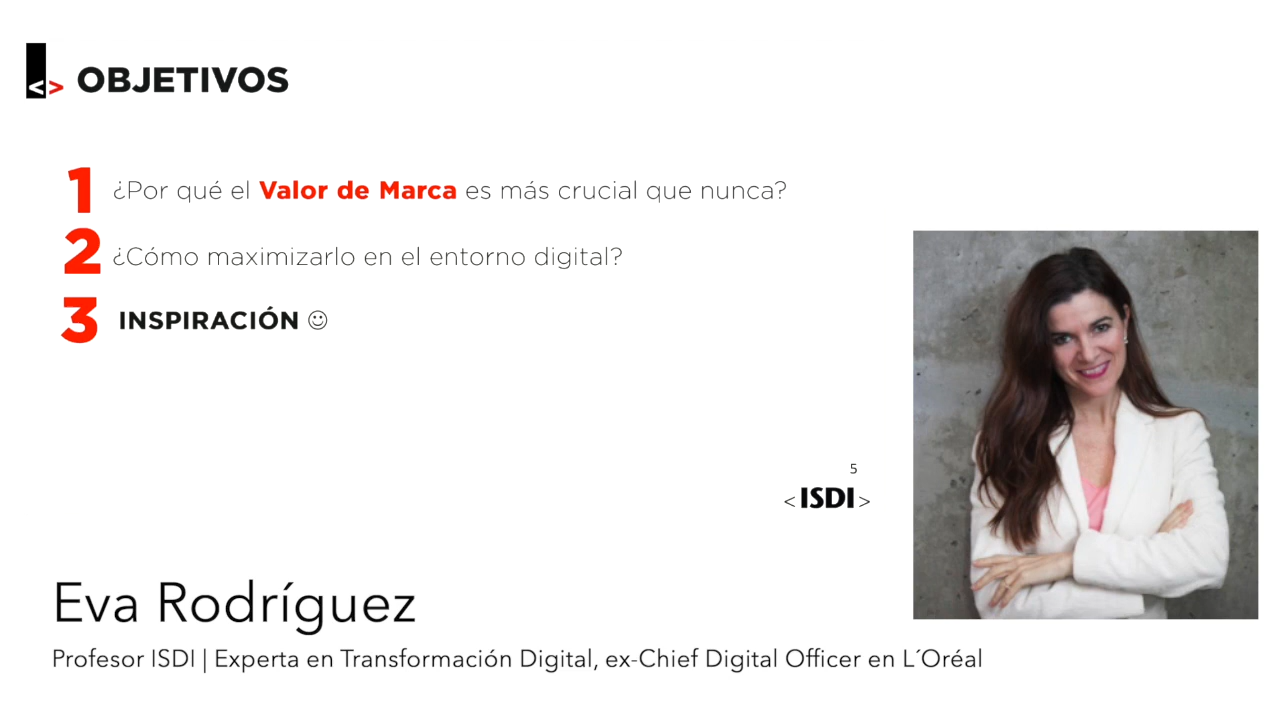 <> OBJETIVOS
1 ¿Por qué el Valor de Marca es más crucial que nunca?
2 ¿Cómo maximizarlo en el entorno digital?
3 INSPIRACIÓN ☺
5
<ISDI>
Eva Rodríguez
Profesor ISDI | Experta en Transformación Digital, ex-Chief Digital Officer en L´Oréal